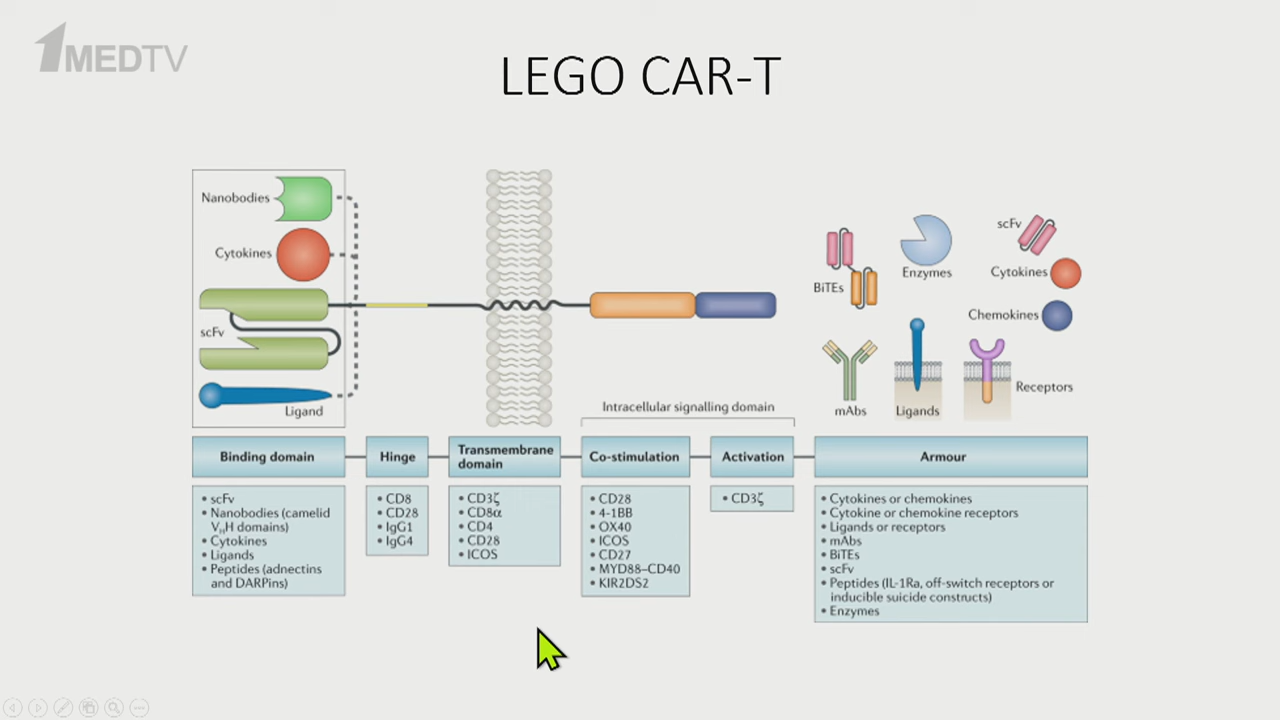 1MEDTV
LEGO CAR-T
Nanobodies
Cytokines
scFv
Ligand
BiTEs
Enzymes
scFv
Cytokines
Chemokines
mAbs
Ligands
Receptors
Intracellular signalling domain
Binding domain
Hinge
Transmembrane
domain
Co-stimulation
Activation
Armour
• scFv
• Nanobodies (camelid
VHH domains)
• Cytokines
• Ligands
• Peptides (adnectins
and DARPins)
• CD8
• CD28
• IgG1
• IgG4
• CD3ζ
• CD8α
• CD4
• CD28
• ICOS
• CD28
• 4-1BB
• OX40
• ICOS
• CD27
• MYD88–CD40
• KIR2DS2
• CD3ζ
• Cytokines or chemokines
• Cytokine or chemokine receptors
• Ligands or receptors
• mAbs
• BiTEs
• scFv
• Peptides (IL-1Ra, off-switch receptors or
inducible suicide constructs)
• Enzymes